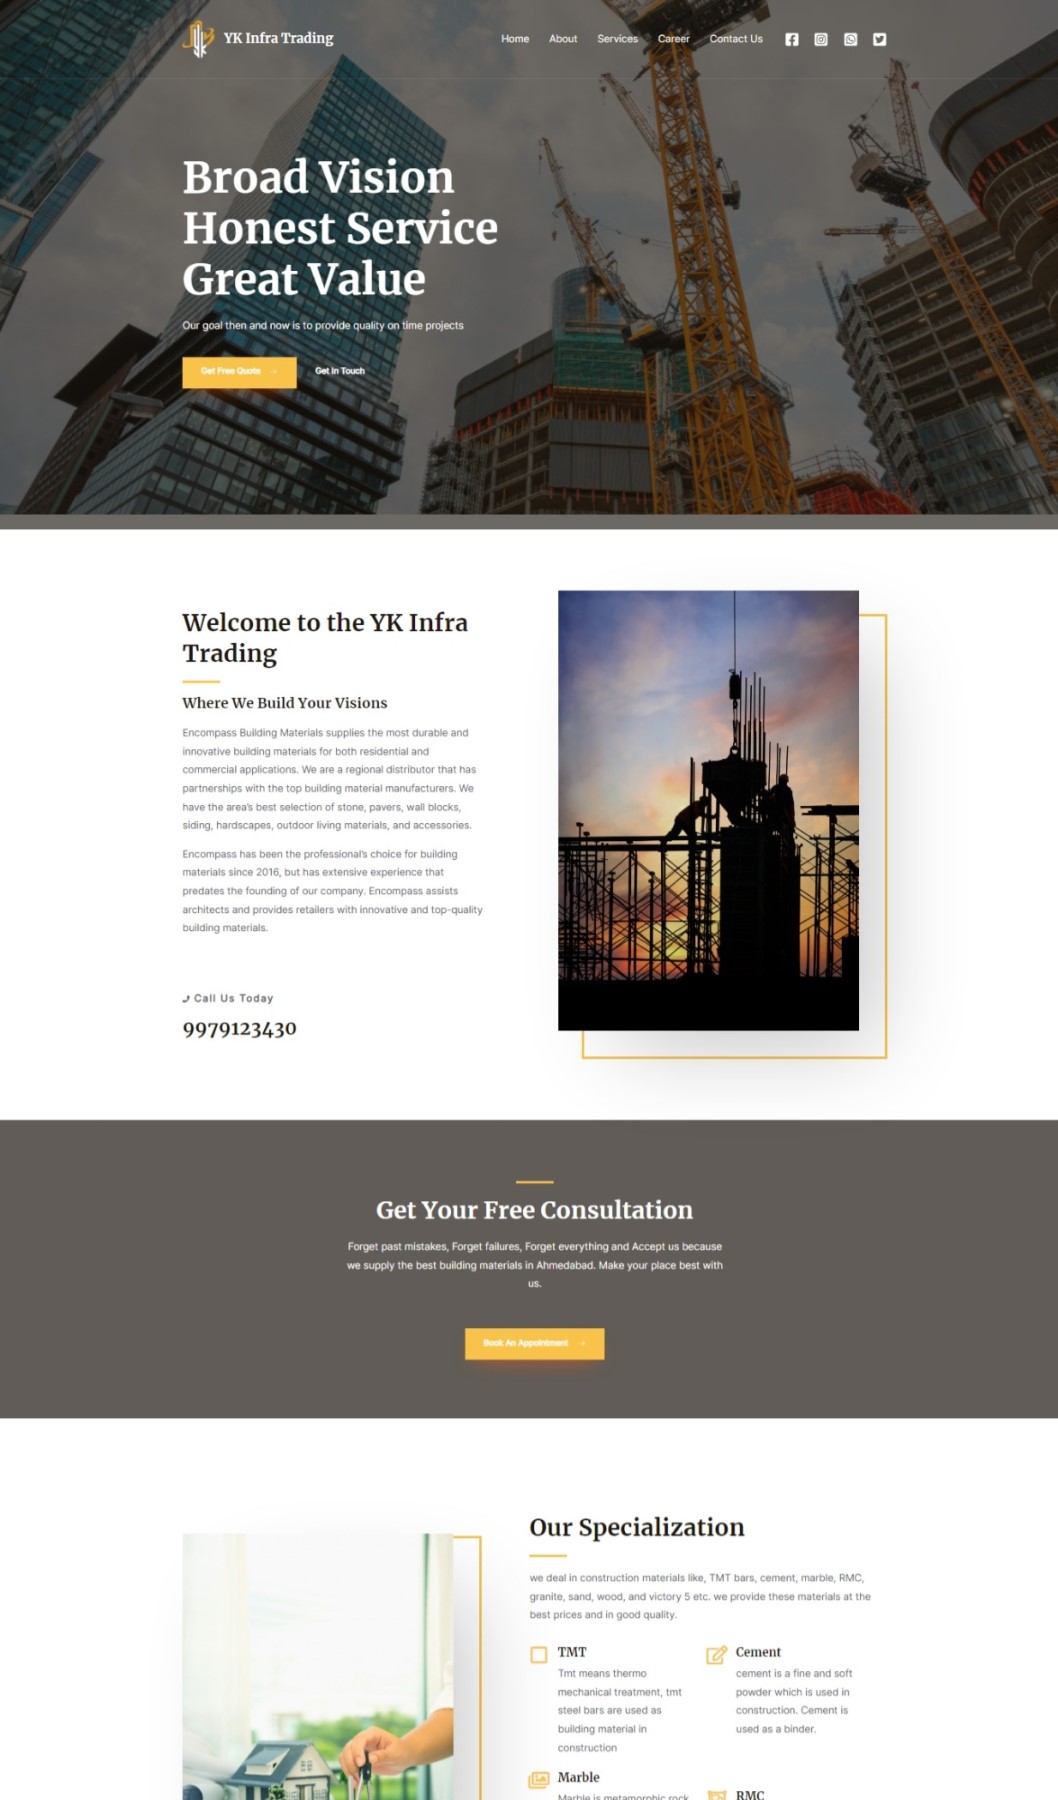 YK Infra Trading
Home About Services Career Contact Us
Broad Vision
Honest Service
Great Value
Our goal then and now is to provide quality on time projects
Get Free Quote → Get In Touch
Welcome to the YK Infra
Trading
Where We Build Your Visions
Encompass Building Materials supplies the most durable and
innovative building materials for both residential and
commercial applications. We are a regional distributor that has
partnerships with the top building material manufacturers. We
have the area's best selection of stone, pavers, wall blocks,
siding, hardscapes, outdoor living materials, and accessories.
Encompass has been the professional's choice for building
materials since 2016, but has extensive experience that
predates the founding of our company. Encompass assists
architects and provides retailers with innovative and top-quality
building materials.
Call Us Today
9979123430
Get Your Free Consultation
Forget past mistakes, Forget failures, Forget everything and Accept us because
we supply the best building materials in Ahmedabad. Make your place best with
us.
Book An Appointment →
Our Specialization
we deal in construction materials like, TMT bars, cement, marble, RMC,
granite, sand, wood, and victory 5 etc. we provide these materials at the
best prices and in good quality.
TMT
Tmt means thermo
mechanical treatment, tmt
steel bars are used as
building material in
construction
Cement
cement is a fine and soft
powder which is used in
construction. Cement is
used as a binder.
Marble
Marble is metamorphic rock
RMC